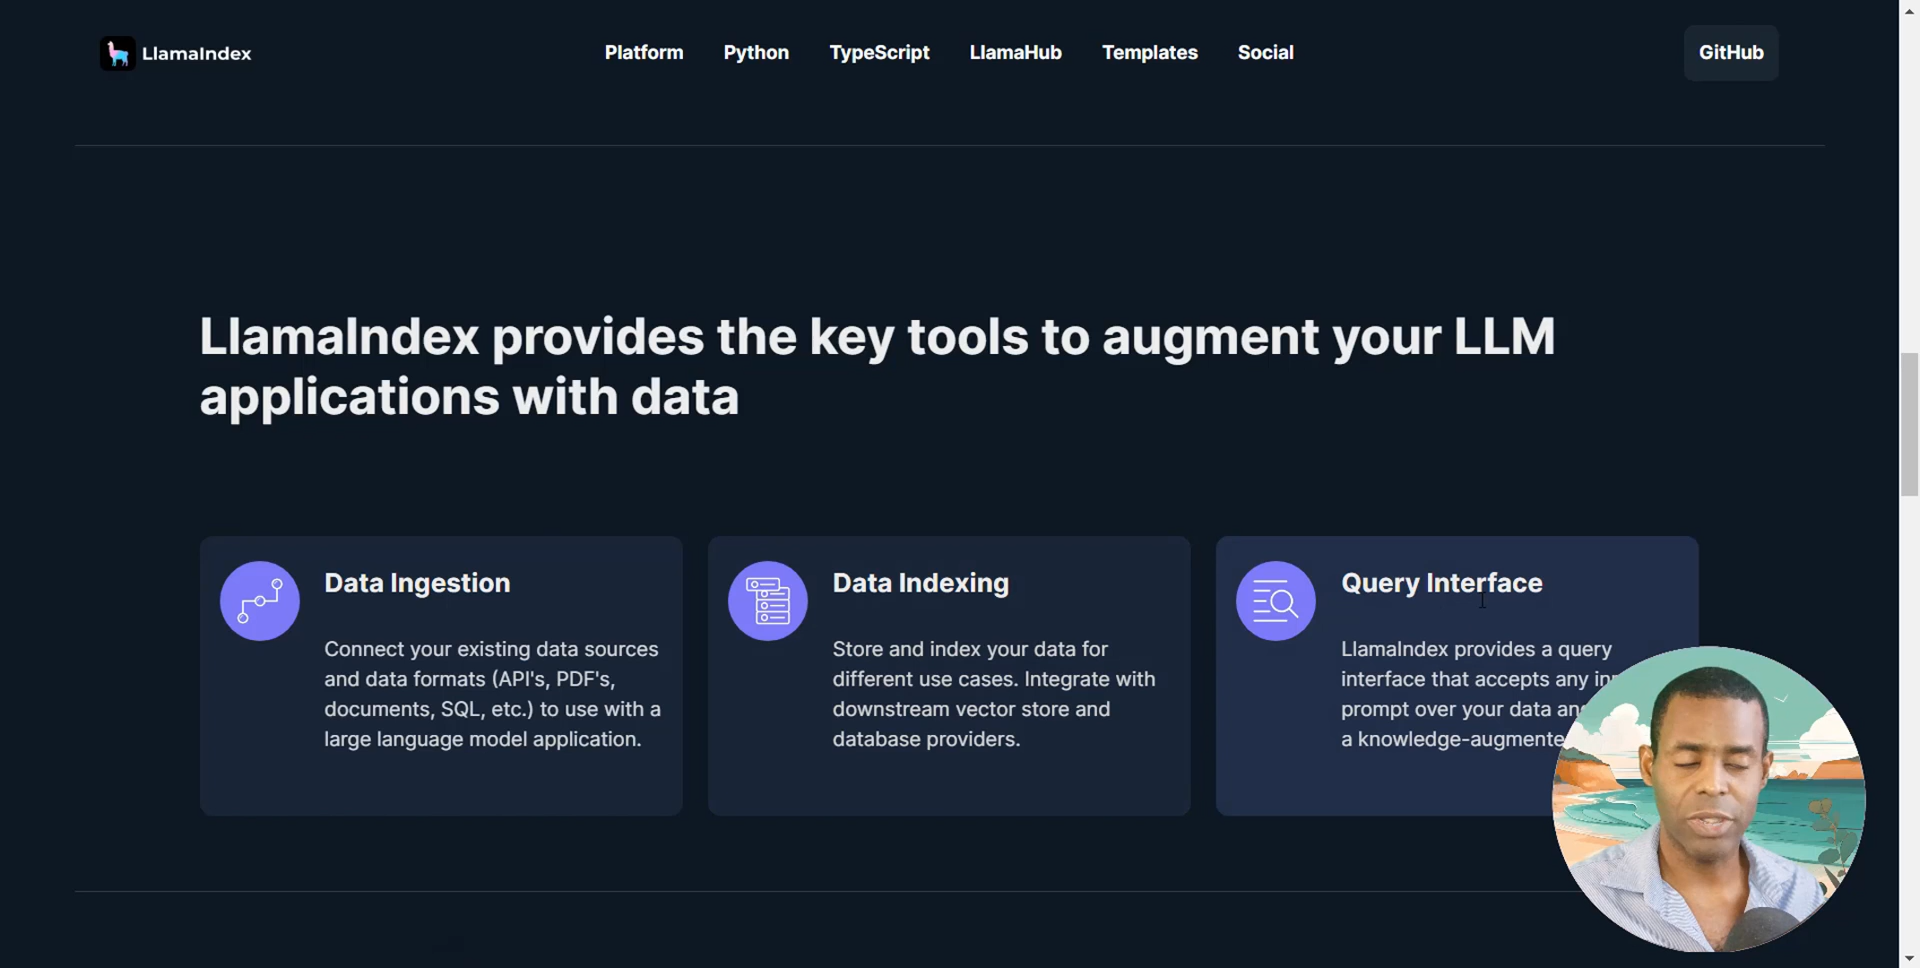 LlamaIndex
Platform Python TypeScript LlamaHub Templates Social
GitHub
LlamaIndex provides the key tools to augment your LLM
applications with data
Data Ingestion
Connect your existing data sources
and data formats (API's, PDF's,
documents, SQL, etc.) to use with a
large language model application.
Data Indexing
Store and index your data for
different use cases. Integrate with
downstream vector store and
database providers.
Query Interface
LlamaIndex provides a query
interface that accepts any
prompt over your data
a